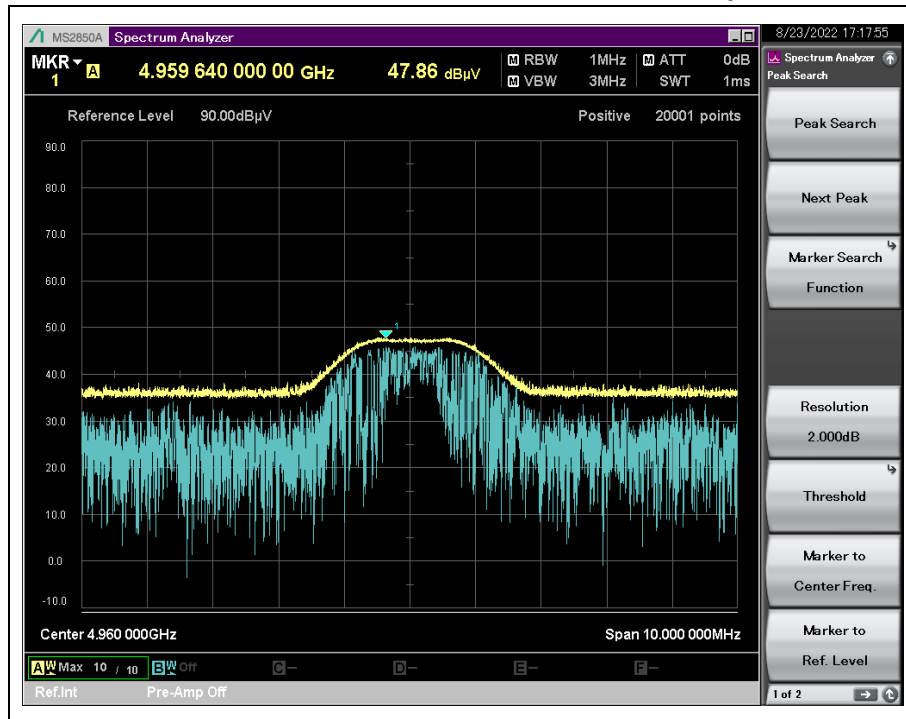 MS2850A Spectrum Analyzer
8/23/2022 17:17:55
MKR 1 A 4.959 640 000 00 GHz 47.86 dBµV
M RBW 1MHz M ATT 0dB
M VBW 3MHz SWT 1ms
Spectrum Analyzer
Peak Search
Reference Level 90.00dBµV Positive 20001 points
90.0
80.0
70.0
60.0
50.0
40.0
30.0
20.0
10.0
0.0
-10.0
1
Center 4.960 000GHz Span 10.000 000MHz
A W Max 10 / 10 B W Off C – D – E – F –
Ref.Int Pre-Amp Off
Peak Search
Next Peak
Marker Search
Function
Resolution
2.000dB
Threshold
Marker to
Center Freq.
Marker to
Ref. Level
1 of 2